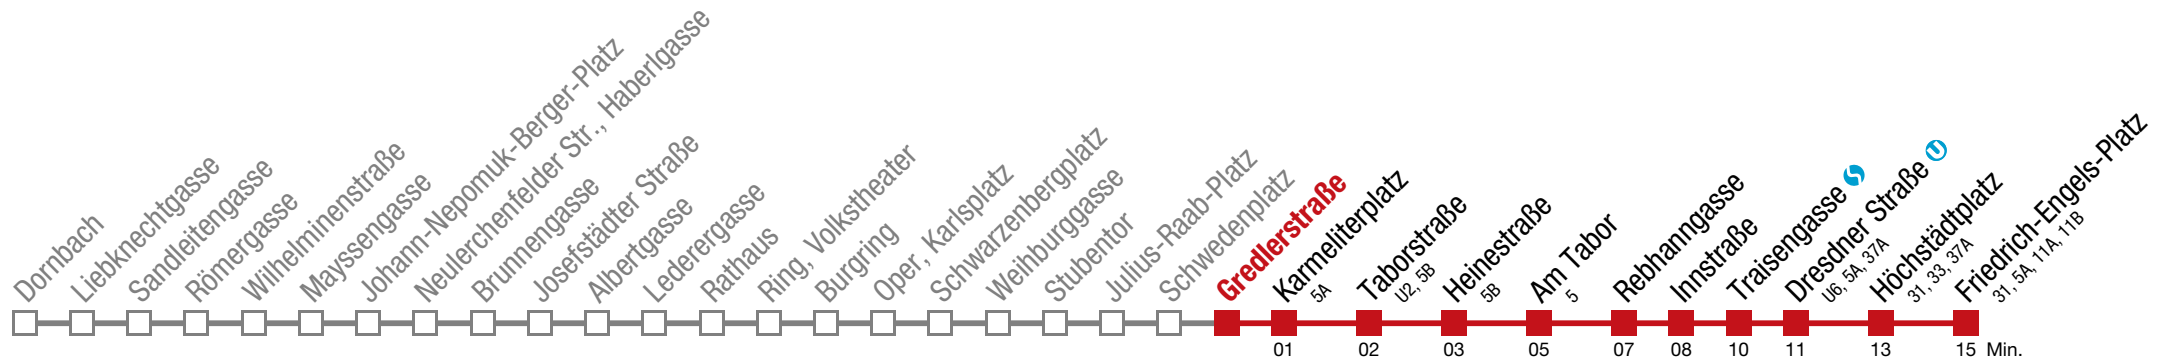 Dornbach
Liebknechtgasse
Sandleitengasse
Römergasse
Wilhelminenstraße
Mayssengasse
Johann-Nepomuk-Berger-Platz
Neulerchenfelder Str., Haberlgasse
Brunnengasse
Josefstädter Straße
Albertgasse
Lederergasse
Rathaus
Ring, Volkstheater
Burgring
Oper, Karlsplatz
Schwarzenbergplatz
Weihburggasse
Stubentor
Julius-Raab-Platz
Schwedenplatz
Gredlerstraße
Karmeliterplatz
5A
Taborstraße
U2, 5B
Heinestraße
5B
Am Tabor
5
Rebhanngasse
Innstraße
Traisengasse S
Dresdner Straße U
U6, 5A, 37A
Höchstädtplatz
31, 33, 37A
Friedrich-Engels-Platz
31, 5A, 11A, 11B
01 02 03 05 07 08 10 11 13 15 Min.